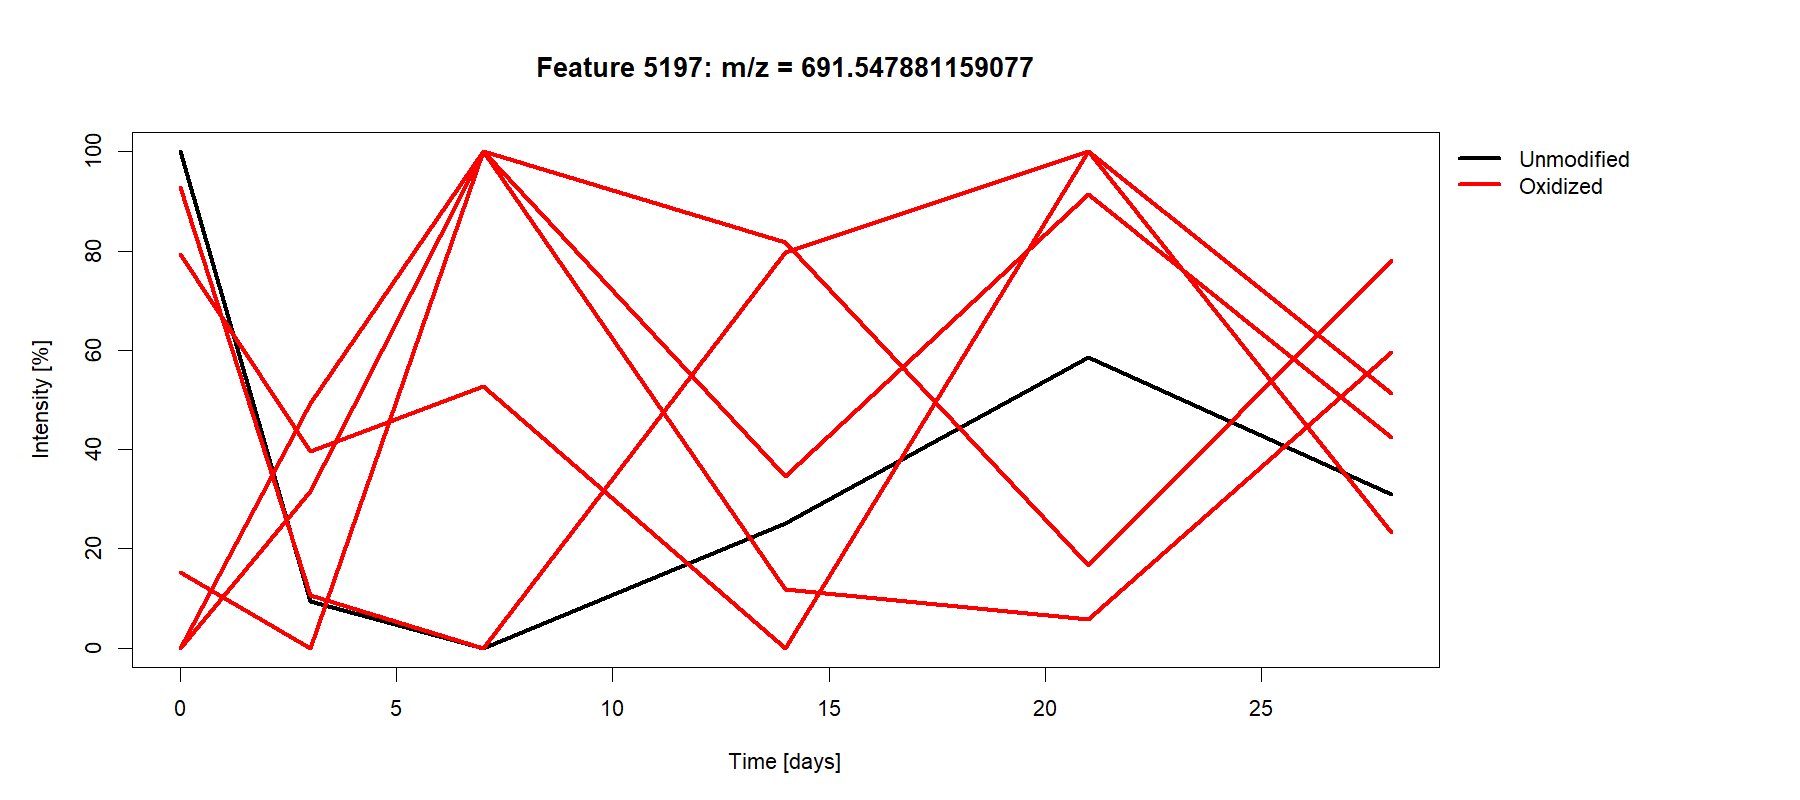 Feature 5197: m/z = 691.547881159077
Unmodified
Oxidized
Intensity [%]
100
80
60
40
20
0
0 5 10 15 20 25
Time [days]